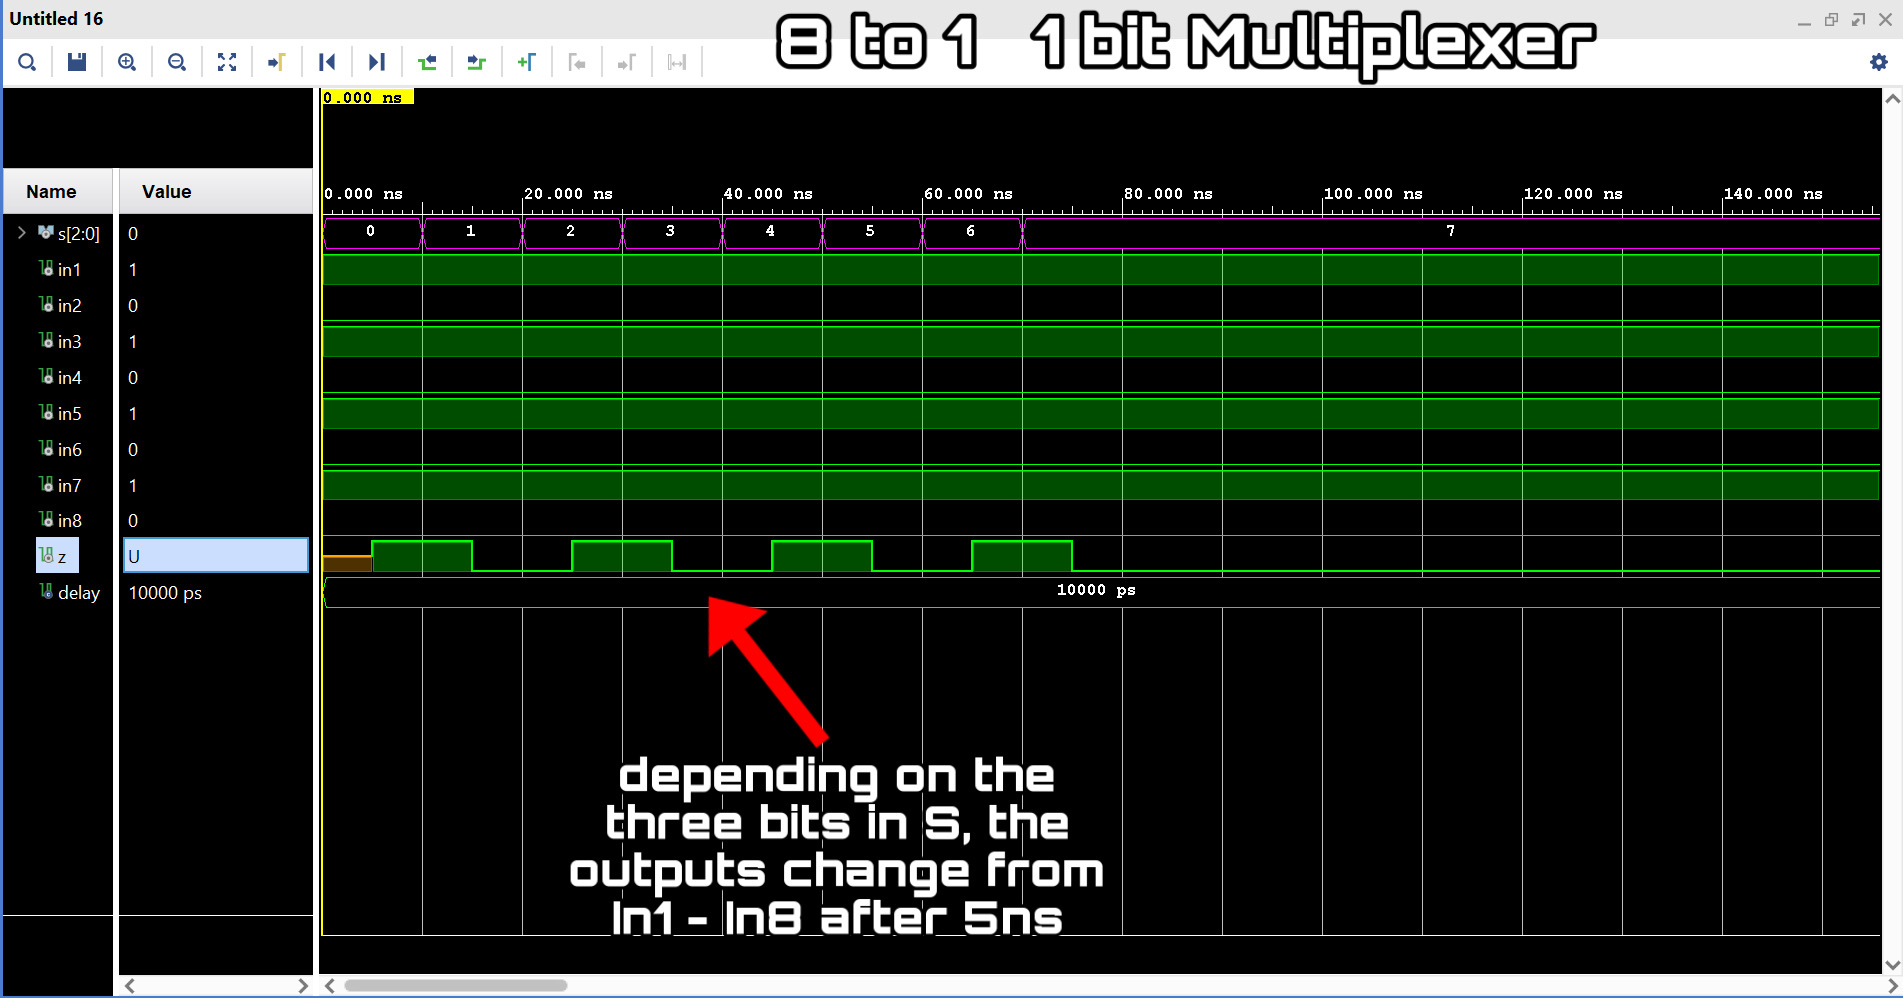 Untitled 16
8 to 1 1 bit Multiplexer
0.000 ns
Name Value
0.000 ns 20.000 ns 40.000 ns 60.000 ns 80.000 ns 100.000 ns 120.000 ns 140.000 ns
s[2:0] 0 0 1 2 3 4 5 6 7
in1 1
in2 0
in3 1
in4 0
in5 1
in6 0
in7 1
in8 0
z U
delay 10000 ps 10000 ps
depending on the
three bits in S, the
outputs change from
In1 - In8 after 5ns